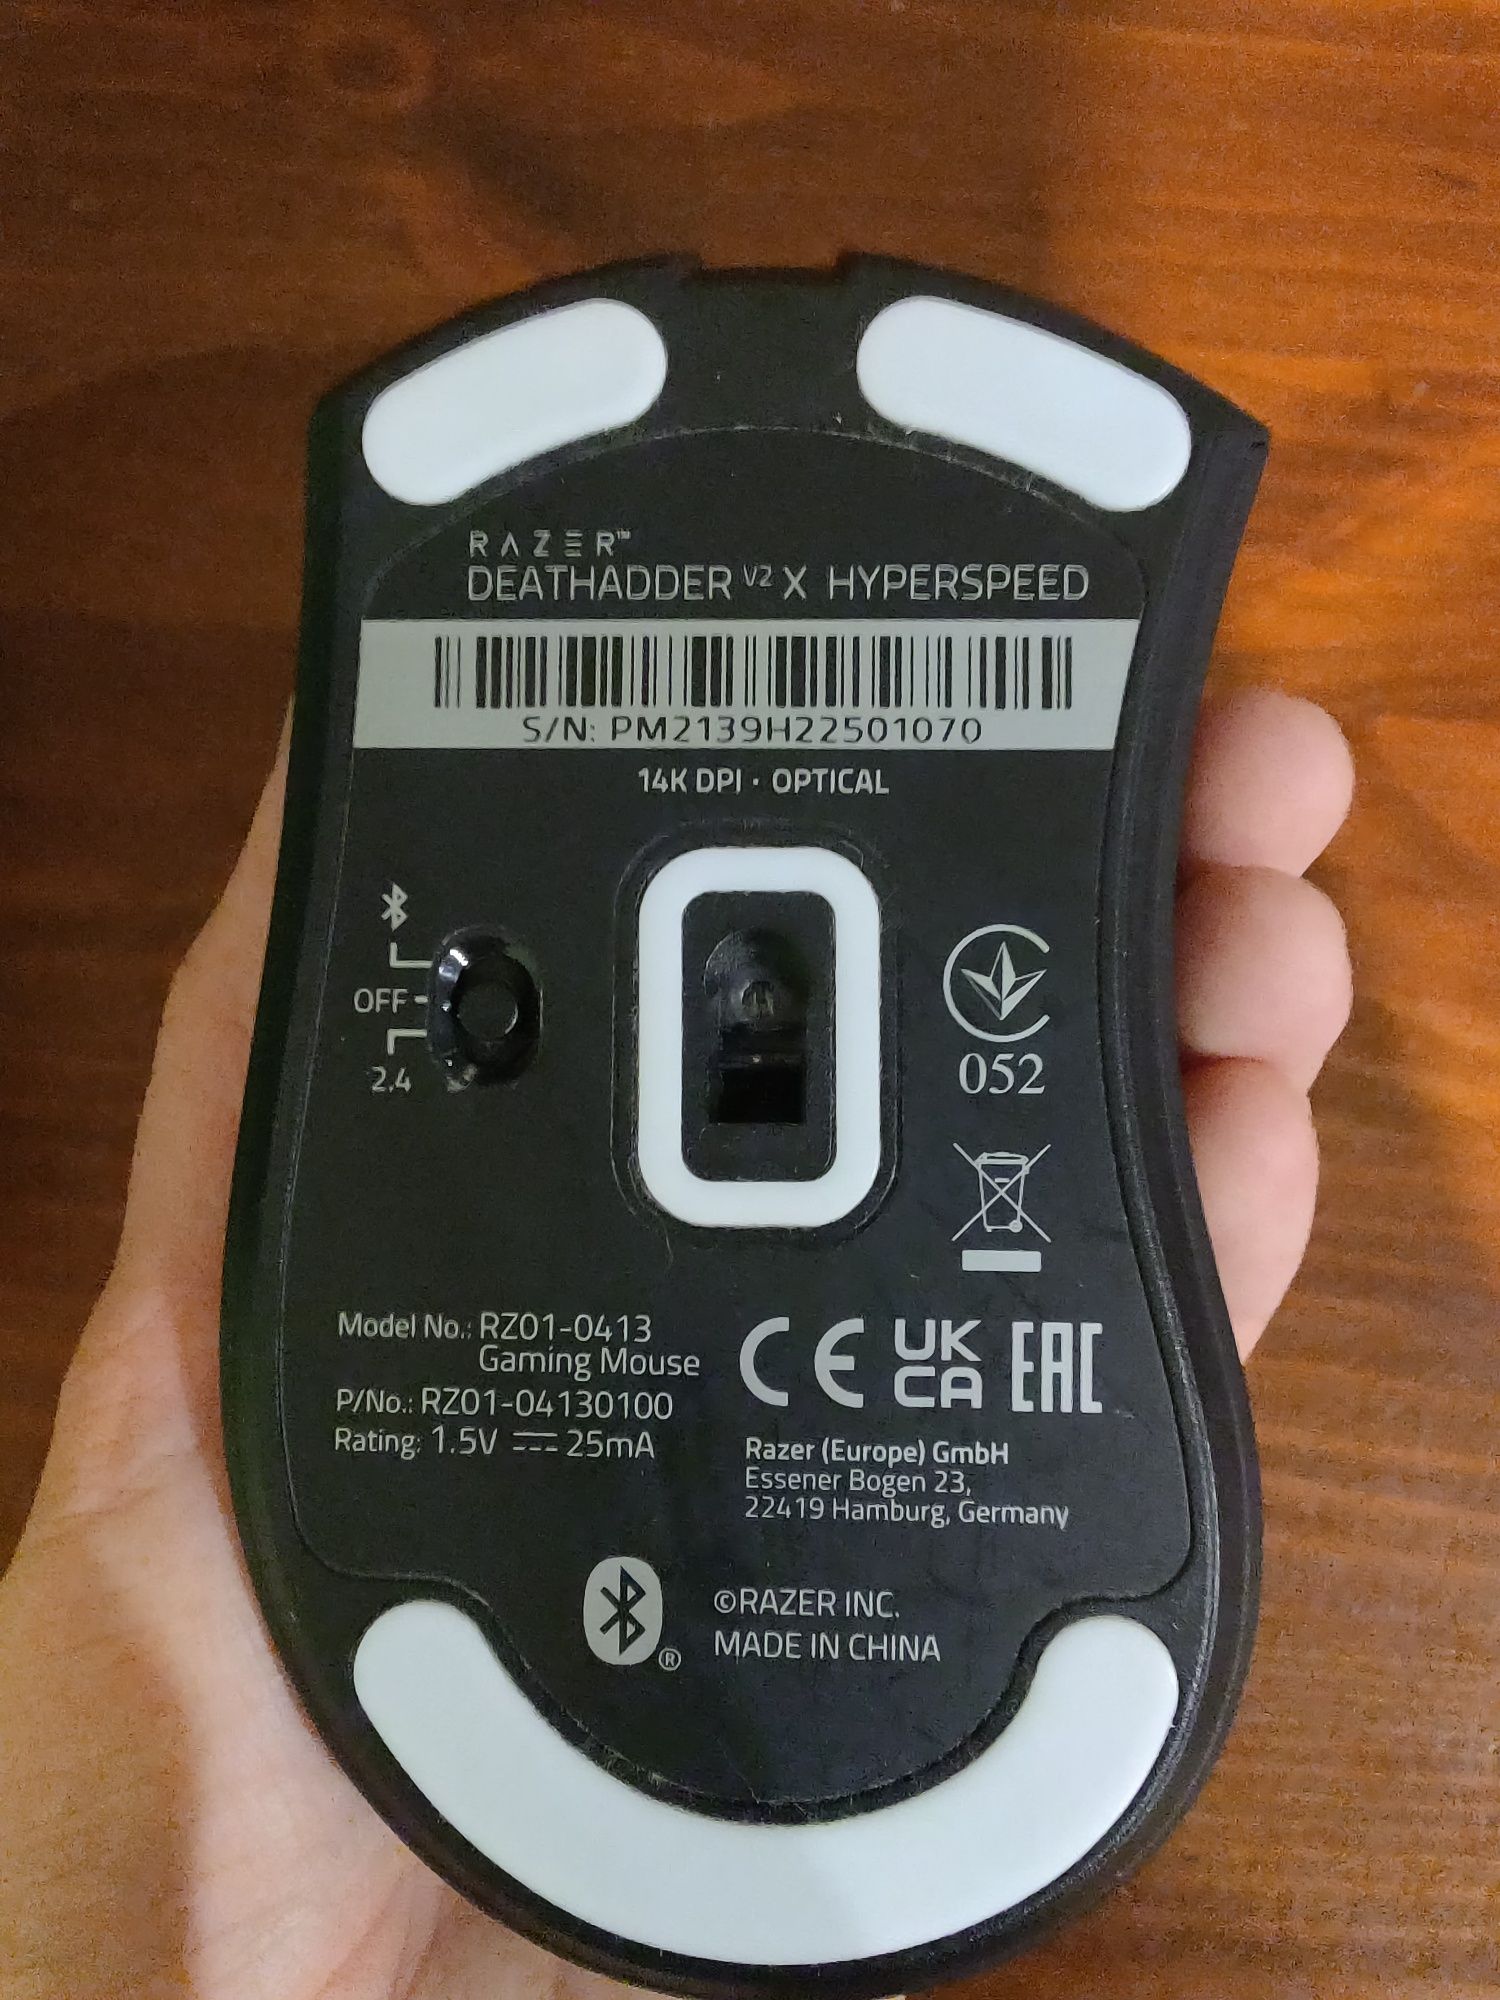 RAZER™
DEATHADDER V2 X HYPERSPEED
S/N: PM2139H22501070
14K DPI · OPTICAL
OFF
2.4
052
Model No.: RZ01-0413
Gaming Mouse
P/No.: RZ01-04130100
Rating: 1.5V ⎓ 25mA
CE UK
CA EAC
Razer (Europe) GmbH
Essener Bogen 23,
22419 Hamburg, Germany
®
©RAZER INC.
MADE IN CHINA